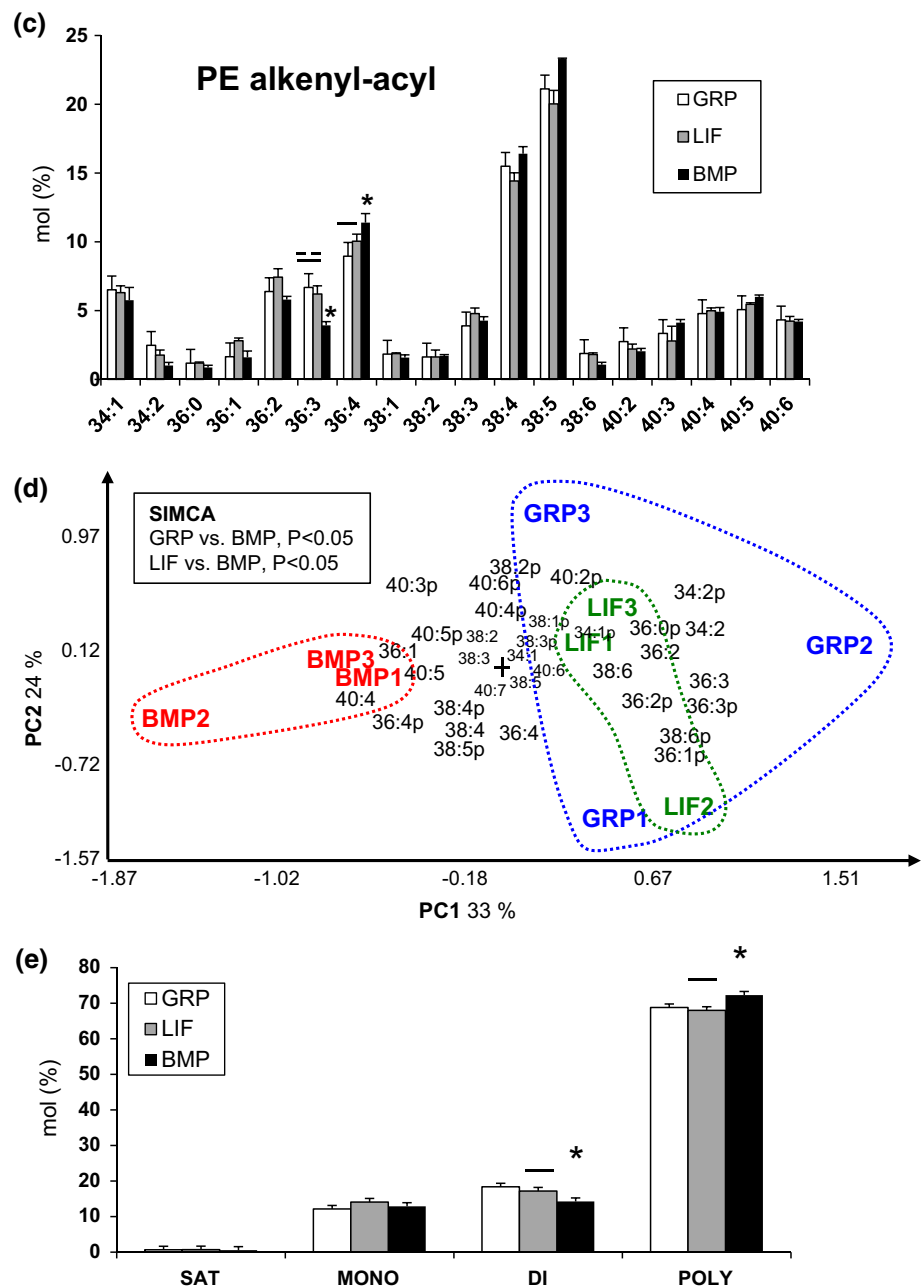 (c)
PE alkenyl-acyl
25
20
15
10
5
0
mol (%)
GRP
LIF
BMP
*
*
34:1 34:2 36:0 36:1 36:2 36:3 36:4 38:1 38:2 38:3 38:4 38:5 38:6 40:2 40:3 40:4 40:5 40:6
(d)
SIMCA
GRP vs. BMP, P<0.05
LIF vs. BMP, P<0.05
0.97
0.12
-0.72
-1.57
PC2 24 %
GRP3
38:2p
40:3p 40:6p 40:2p
34:2p
LIF3
40:4p
38:1p
40:5p 38:2 38:3p 34:1p 36:0p 34:2
LIF1
GRP2
36:1 38:3 34:1 36:2
BMP3
BMP1 40:5 40:6 38:6
40:7 38:5 36:3
40:4 36:2p 36:3p
BMP2 38:4p
36:4p
38:4 36:4 38:6p
38:5p 36:1p
GRP1 LIF2
-1.87 -1.02 -0.18 0.67 1.51
PC1 33 %
(e)
80
70
60
50
40
30
20
10
0
mol (%)
GRP
LIF
BMP
*
*
SAT MONO DI POLY